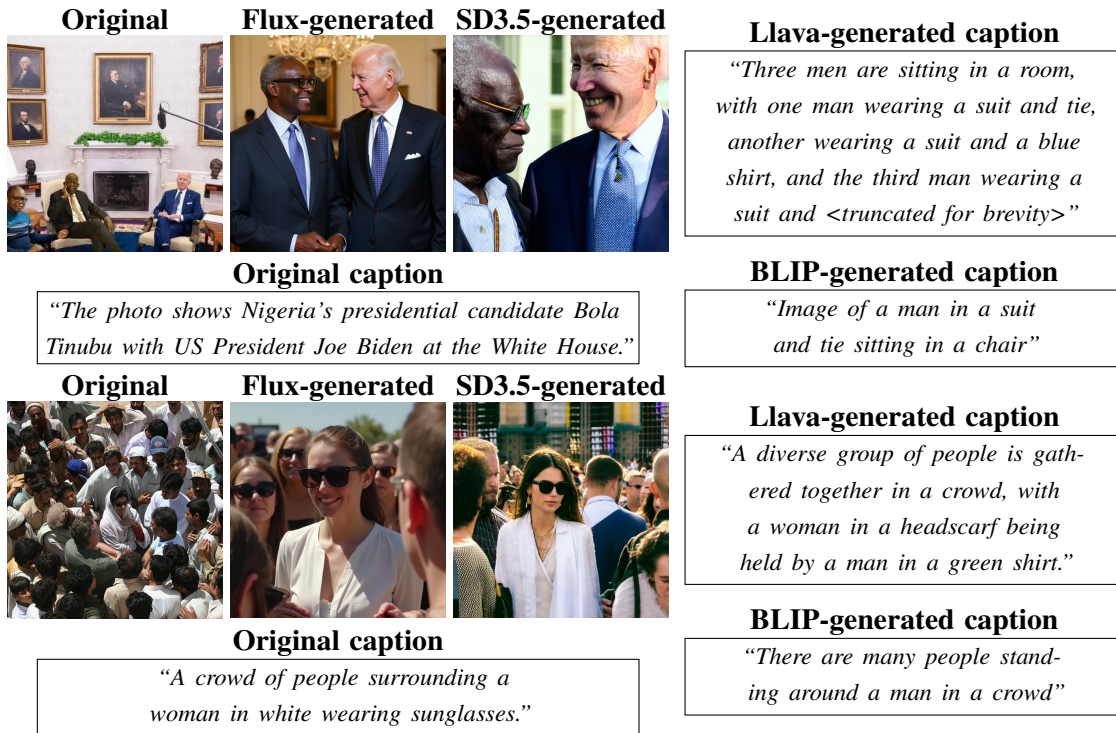 Original
Flux-generated
SD3.5-generated
Original caption
“The photo shows Nigeria’s presidential candidate Bola
Tinubu with US President Joe Biden at the White House.”
Llava-generated caption
“Three men are sitting in a room,
with one man wearing a suit and tie,
another wearing a suit and a blue
shirt, and the third man wearing a
suit and <truncated for brevity>”
BLIP-generated caption
“Image of a man in a suit
and tie sitting in a chair”
Original
Flux-generated
SD3.5-generated
Original caption
“A crowd of people surrounding a
woman in white wearing sunglasses.”
Llava-generated caption
“A diverse group of people is gath-
ered together in a crowd, with
a woman in a headscarf being
held by a man in a green shirt.”
BLIP-generated caption
“There are many people stand-
ing around a man in a crowd”